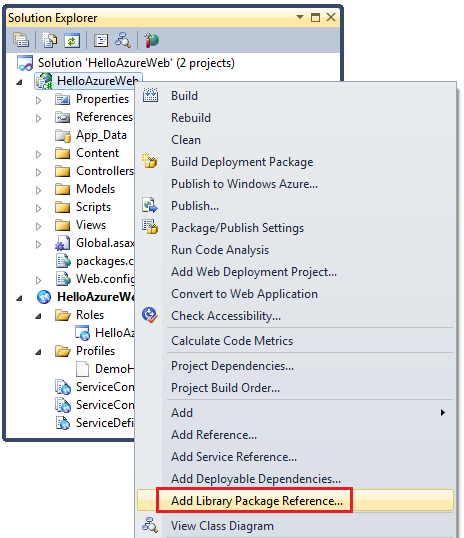 Solution Explorer
Solution 'HelloAzureWeb' (2 projects)
HelloAzureWeb
Properties
References
App_Data
Content
Controllers
Models
Scripts
Views
Global.asax
packages.c
Web.config
HelloAzureWe
Roles
HelloAz
Profiles
DemoH
ServiceCon
ServiceCon
ServiceDefi
Build
Rebuild
Clean
Build Deployment Package
Publish to Windows Azure...
Publish...
Package/Publish Settings
Run Code Analysis
Add Web Deployment Project...
Convert to Web Application
Check Accessibility...
Calculate Code Metrics
Project Dependencies...
Project Build Order...
Add
Add Reference...
Add Service Reference...
Add Deployable Dependencies...
Add Library Package Reference...
View Class Diagram